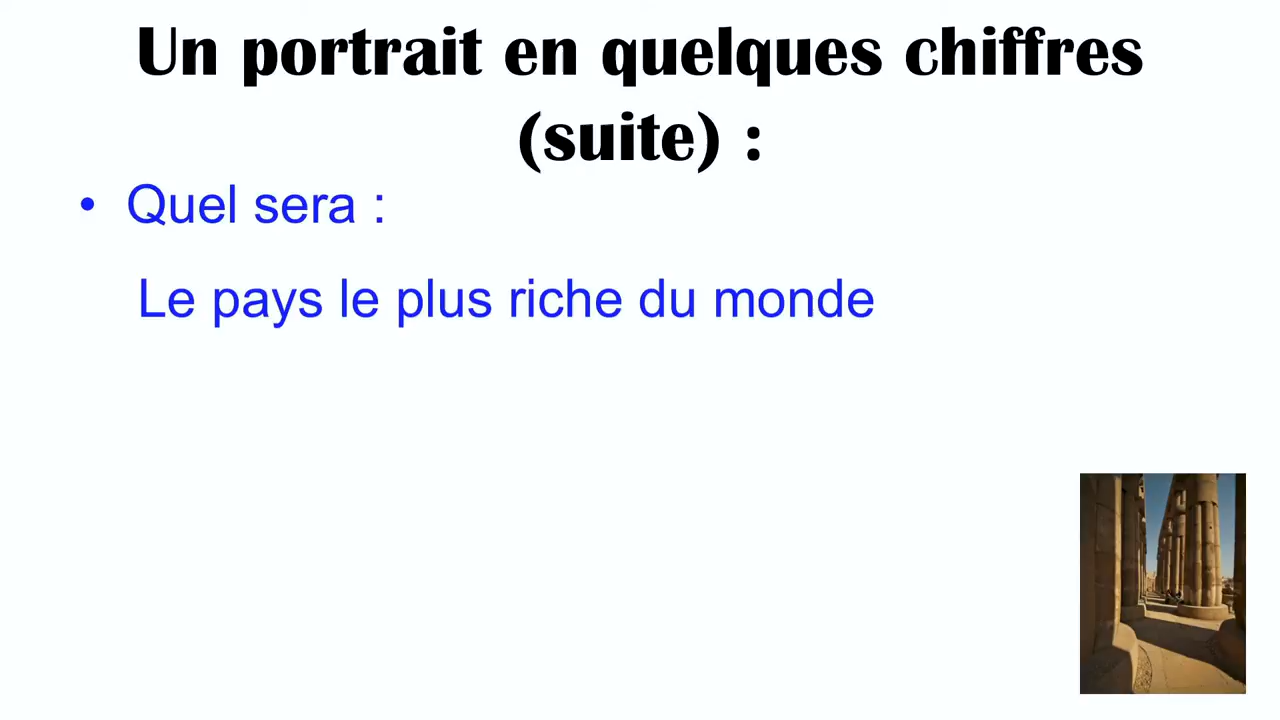 Un portrait en quelques chiffres
(suite) :
• Quel sera :
Le pays le plus riche du monde